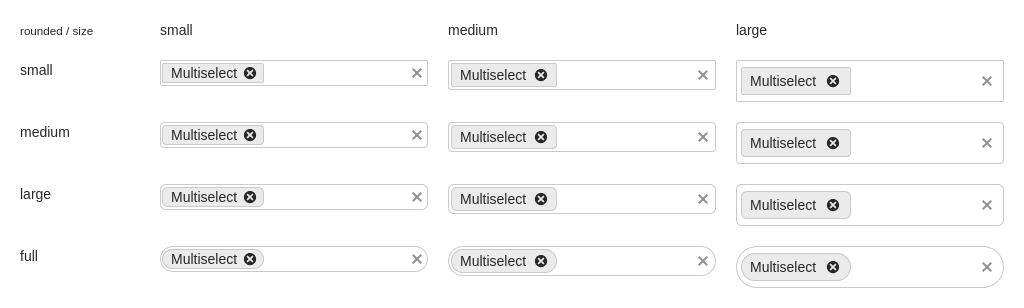 rounded / size small medium large
small Multiselect Multiselect Multiselect
medium Multiselect Multiselect Multiselect
large Multiselect Multiselect Multiselect
full Multiselect Multiselect Multiselect